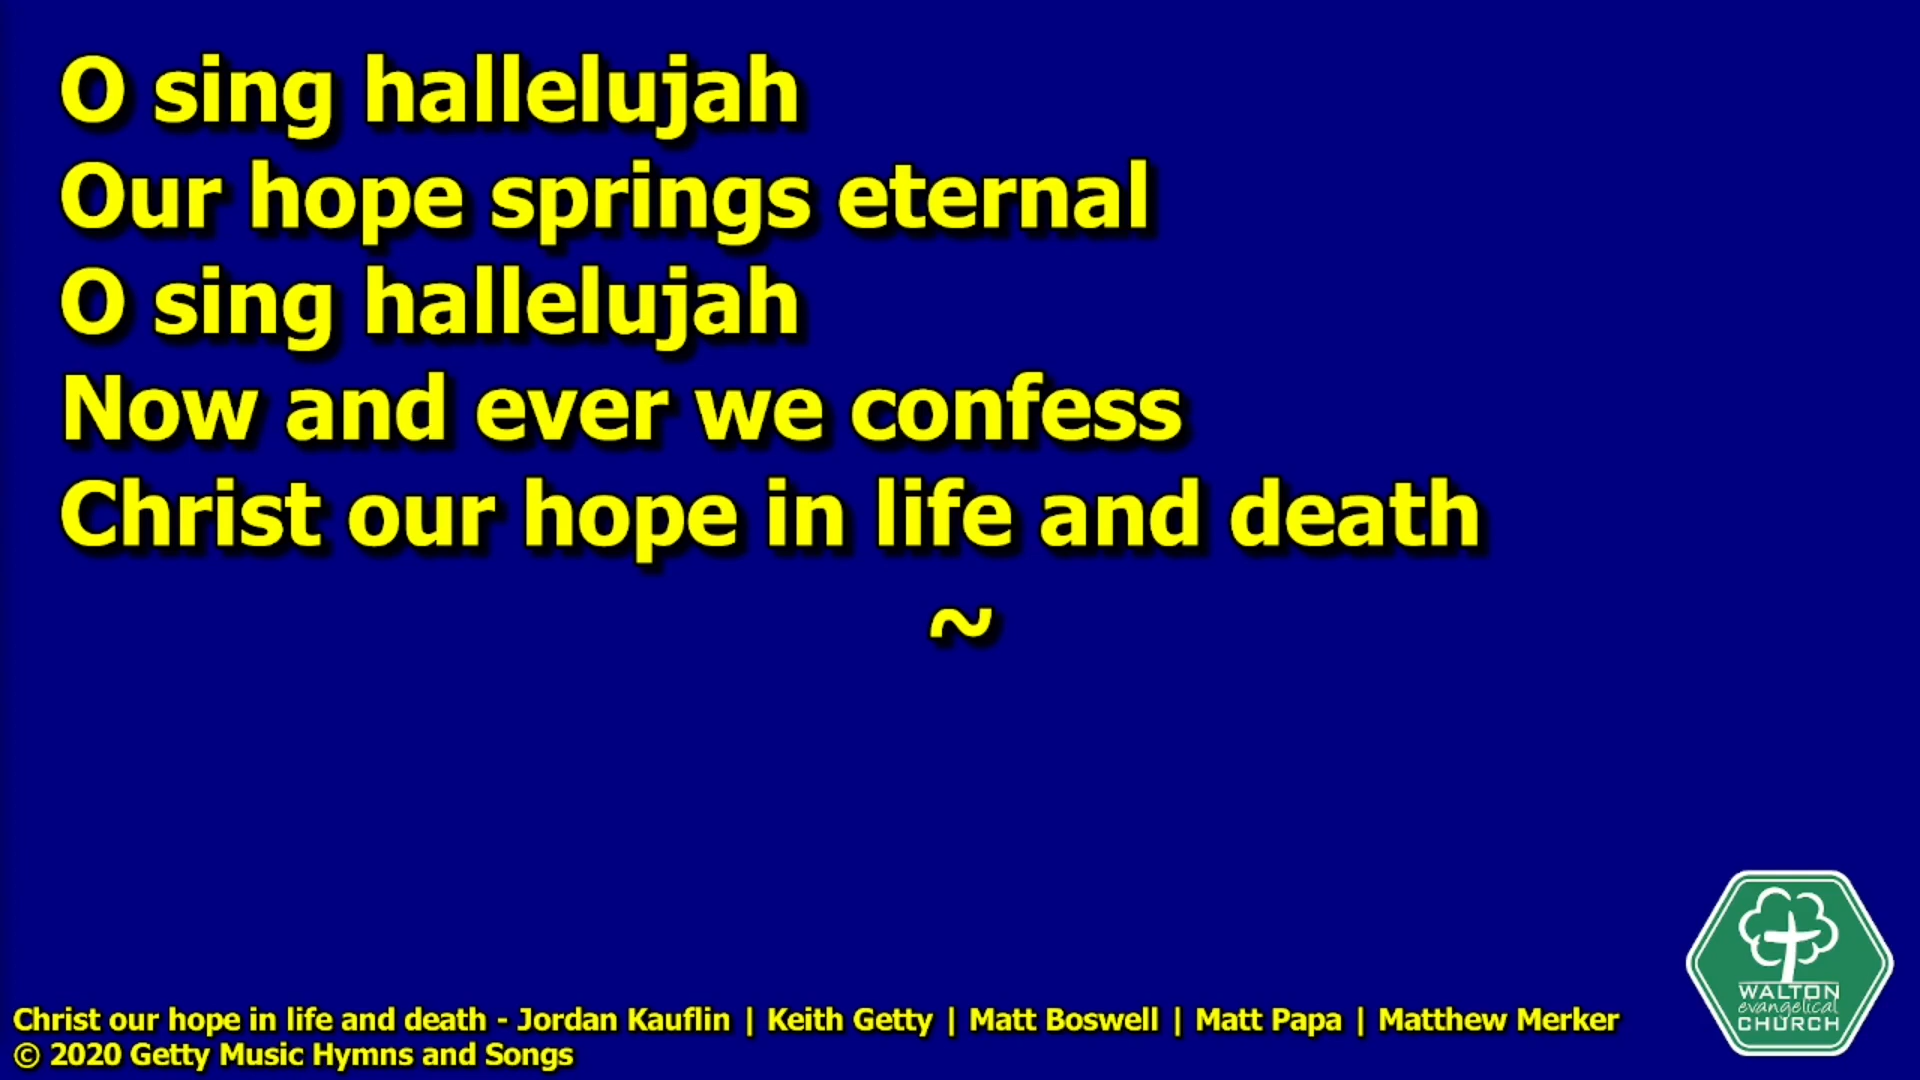 O sing hallelujah
Our hope springs eternal
O sing hallelujah
Now and ever we confess
Christ our hope in life and death
~
Christ our hope in life and death - Jordan Kauflin | Keith Getty | Matt Boswell | Matt Papa | Matthew Merker
© 2020 Getty Music Hymns and Songs
WALTON
evangelical
CHURCH